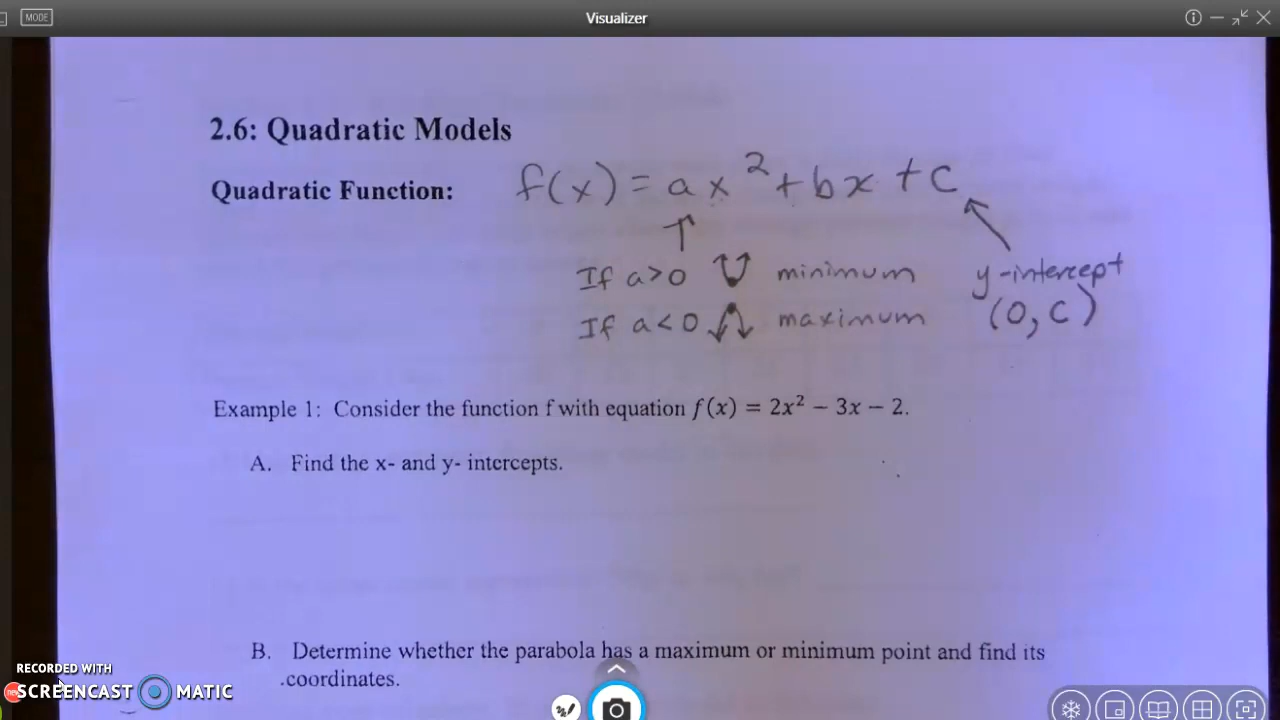 MODE
Visualizer
2.6: Quadratic Models
Quadratic Function: f(x) = ax² + bx + c
If a>0 minimum y-intercept
If a<0 maximum (0, c)
Example 1: Consider the function f with equation f(x) = 2x² − 3x − 2.
A. Find the x- and y- intercepts.
B. Determine whether the parabola has a maximum or minimum point and find its
coordinates.
RECORDED WITH
SCREENCAST MATIC